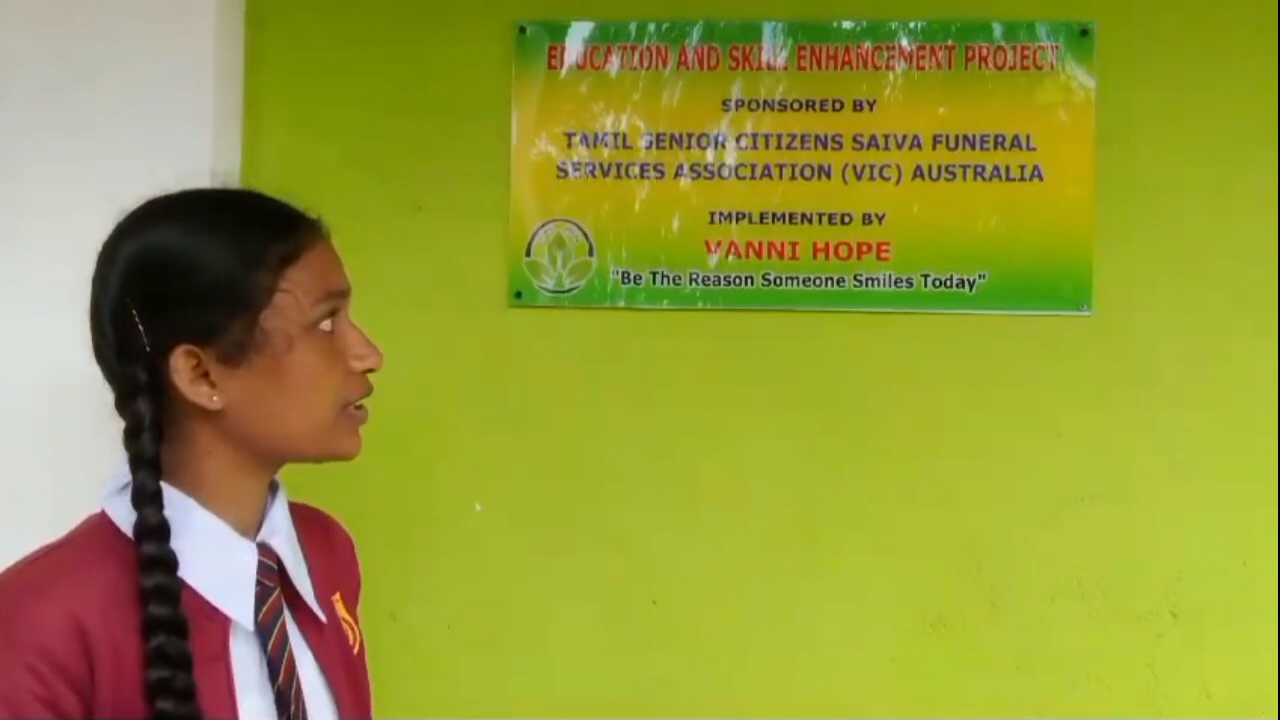 EDUCATION AND SKILL ENHANCEMENT PROJECT
SPONSORED BY
TAMIL SENIOR CITIZENS SAIVA FUNERAL
SERVICES ASSOCIATION (VIC) AUSTRALIA
IMPLEMENTED BY
VANNI HOPE
"Be The Reason Someone Smiles Today"